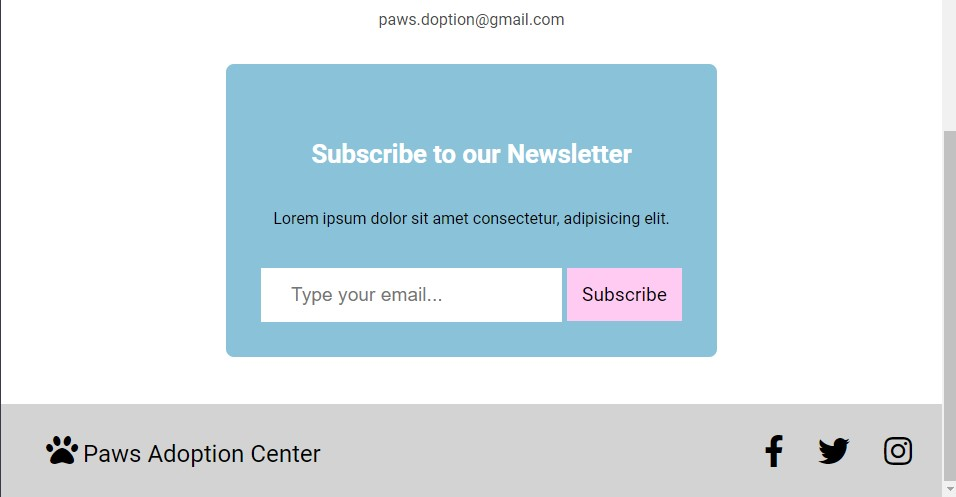 paws.doption@gmail.com
Subscribe to our Newsletter
Lorem ipsum dolor sit amet consectetur, adipisicing elit.
Type your email... Subscribe
Paws Adoption Center